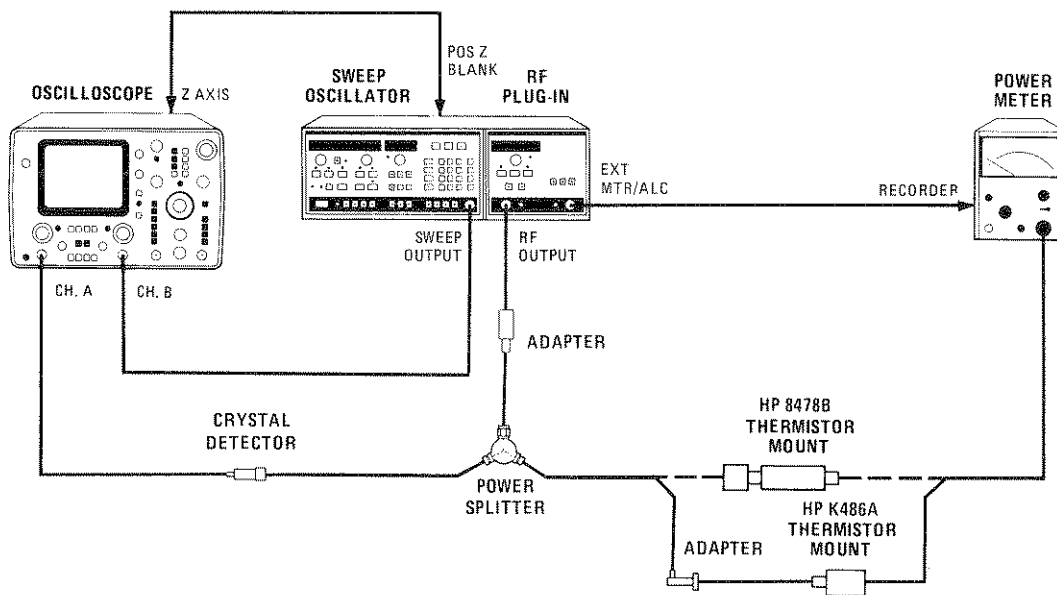 POS Z
BLANK
SWEEP
OSCILLATOR
RF
PLUG-IN
POWER
METER
OSCILLOSCOPE
Z AXIS
EXT
MTR/ALC
RECORDER
SWEEP
OUTPUT
RF
OUTPUT
CH. A
CH. B
ADAPTER
CRYSTAL
DETECTOR
HP 8478B
THERMISTOR
MOUNT
POWER
SPLITTER
HP K486A
THERMISTOR
MOUNT
ADAPTER